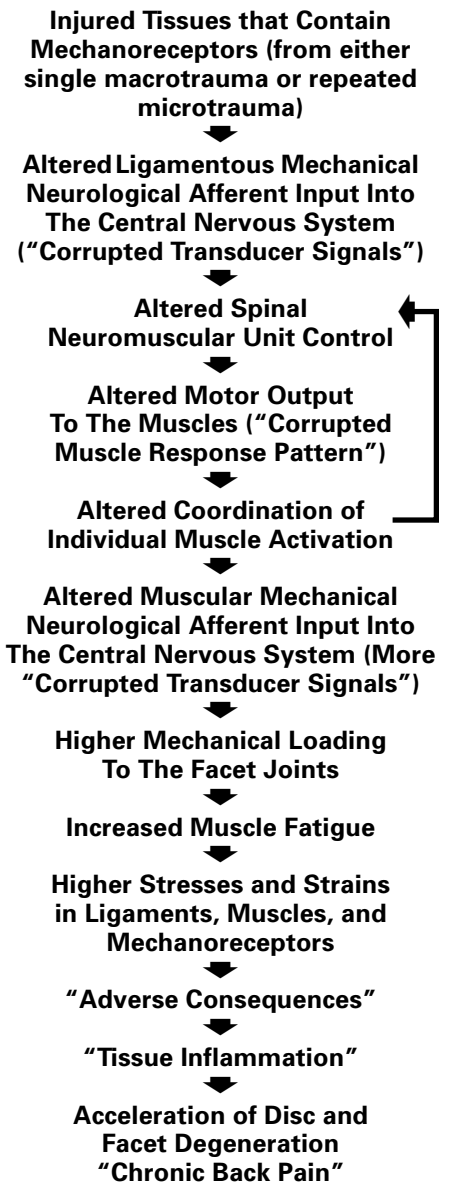 Injured Tissues that Contain
Mechanoreceptors (from either
single macrotrauma or repeated
microtrauma)
Altered Ligamentous Mechanical
Neurological Afferent Input Into
The Central Nervous System
(“Corrupted Transducer Signals”)
Altered Spinal
Neuromuscular Unit Control
Altered Motor Output
To The Muscles (“Corrupted
Muscle Response Pattern”)
Altered Coordination of
Individual Muscle Activation
Altered Muscular Mechanical
Neurological Afferent Input Into
The Central Nervous System (More
“Corrupted Transducer Signals”)
Higher Mechanical Loading
To The Facet Joints
Increased Muscle Fatigue
Higher Stresses and Strains
in Ligaments, Muscles, and
Mechanoreceptors
“Adverse Consequences”
“Tissue Inflammation”
Acceleration of Disc and
Facet Degeneration
“Chronic Back Pain”